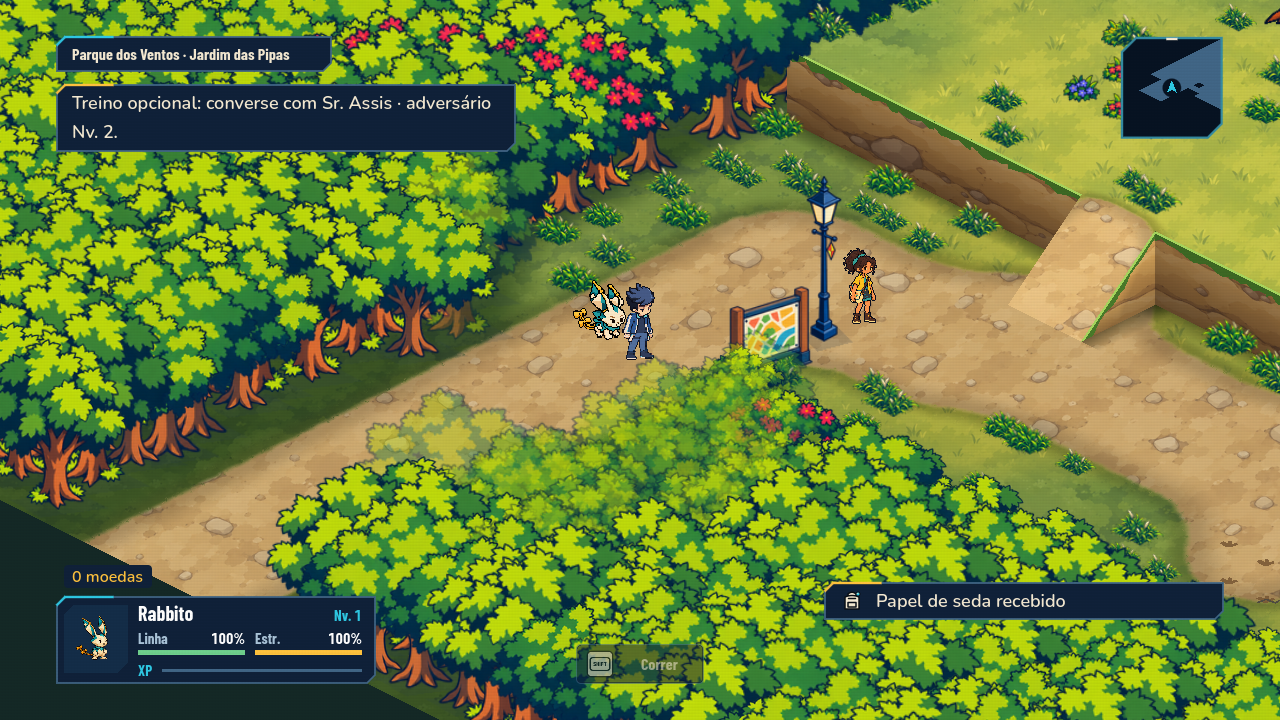 Parque dos Ventos · Jardim das Pipas
Treino opcional: converse com Sr. Assis · adversário
Nv. 2.
0 moedas
Rabbito
Nv. 1
Linha 100% Estr. 100%
XP
Papel de seda recebido
SHIFT Correr